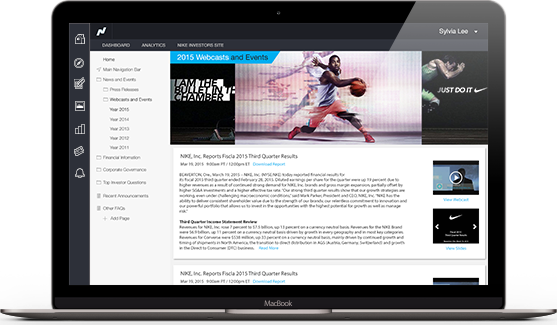 Sylvia Lee
DASHBOARD ANALYTICS NIKE INVESTORS SITE
Home
Main Navigation Bar
News and Events
Press Releases
Webcasts and Events
Year 2015
Year 2014
Year 2013
Year 2012
Year 2011
Financial Information
Corporate Governance
Top Investor Questions
Recent Announcements
Other FAQs
+ Add Page
2015 Webcasts and Events
I AM THE
BULLET IN THE
CHAMBER
JUST DO IT.
NIKE, Inc. Reports Fiscla 2015 Third Quarter Results
Mar 19, 2015 9:00am PT / 12:00pm ET Download Report
BEAVERTON, Ore., March 19, 2015 – NIKE, Inc. (NYSE:NKE) today reported financial results for
its fiscal 2015 third quarter ended February 28, 2015. Diluted earnings per share for the quarter were up 19 percent due to
higher revenues as a result of continued strong demand for NIKE, Inc. brands and gross margin expansion, partially offset by
higher SG&A investments and a higher effective tax rate. "Our strong third quarter results show that our growth strategies are
working, even under challenging macroeconomic conditions," said Mark Parker, President and CEO, NIKE, Inc. "NIKE has the
ability to deliver consistent shareholder value due to the strength of our brands, our relentless commitment to innovation and
our powerful portfolio that allows us to invest in the opportunities with the highest potential for growth as well as manage
risk."
Third Quarter Income Statement Review
Revenues for NIKE, Inc. rose 7 percent to $7.5 billion, up 13 percent on a currency neutral basis. Revenues for the NIKE Brand
were $6.9 billion, up 11 percent on a currency neutral basis driven by growth in every geography and in most key categories.
Revenues for Converse were $538 million, up 33 percent on a currency neutral basis, mainly driven by continued growth and
timing of shipments in North America, the transition to direct distribution in AGS (Austria, Germany, Switzerland) and growth
in the Direct to Consumer (DTC) business. Read More
View Webcast
View Slides
NIKE, Inc. Reports Fiscla 2015 Third Quarter Results
Mar 19, 2015 9:00am PT / 12:00pm ET Download Report
MacBook